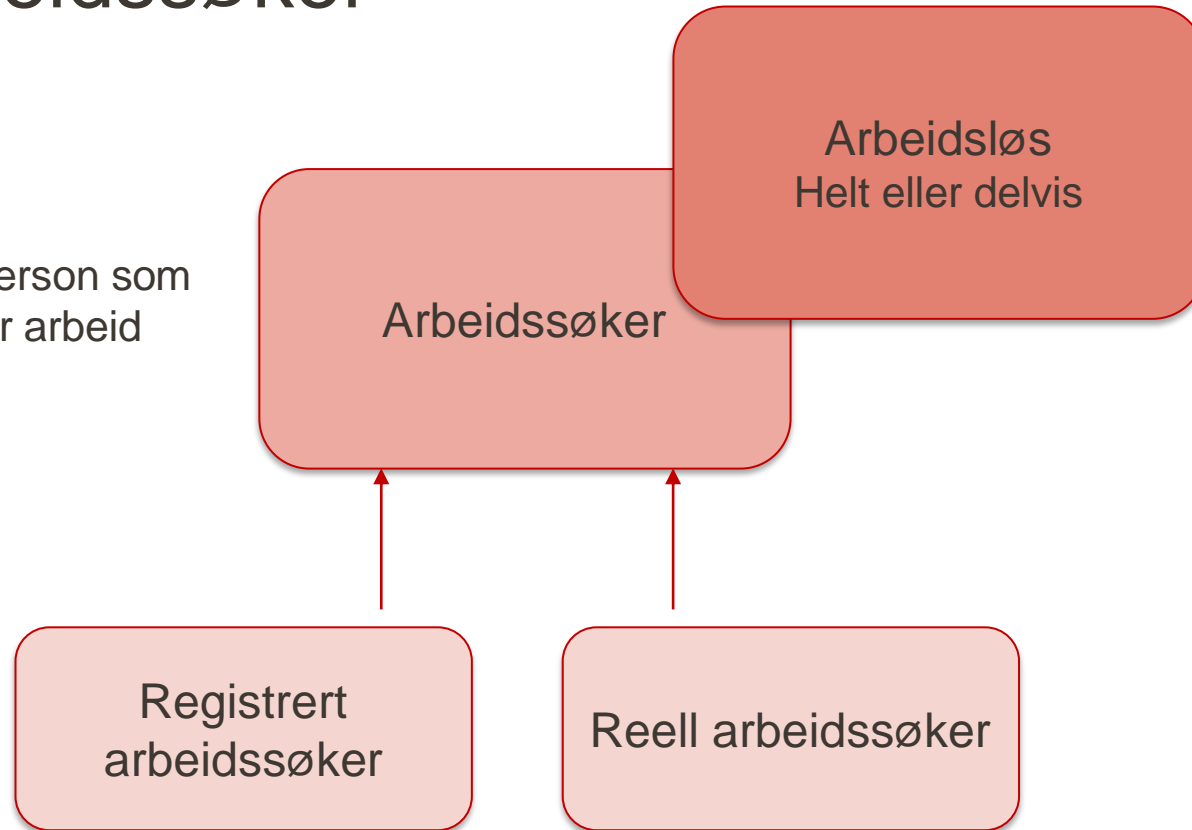 Arbeidsløs
Helt eller delvis
erson som
r arbeid
Arbeidssøker
Registrert
arbeidssøker
Reell arbeidssøker